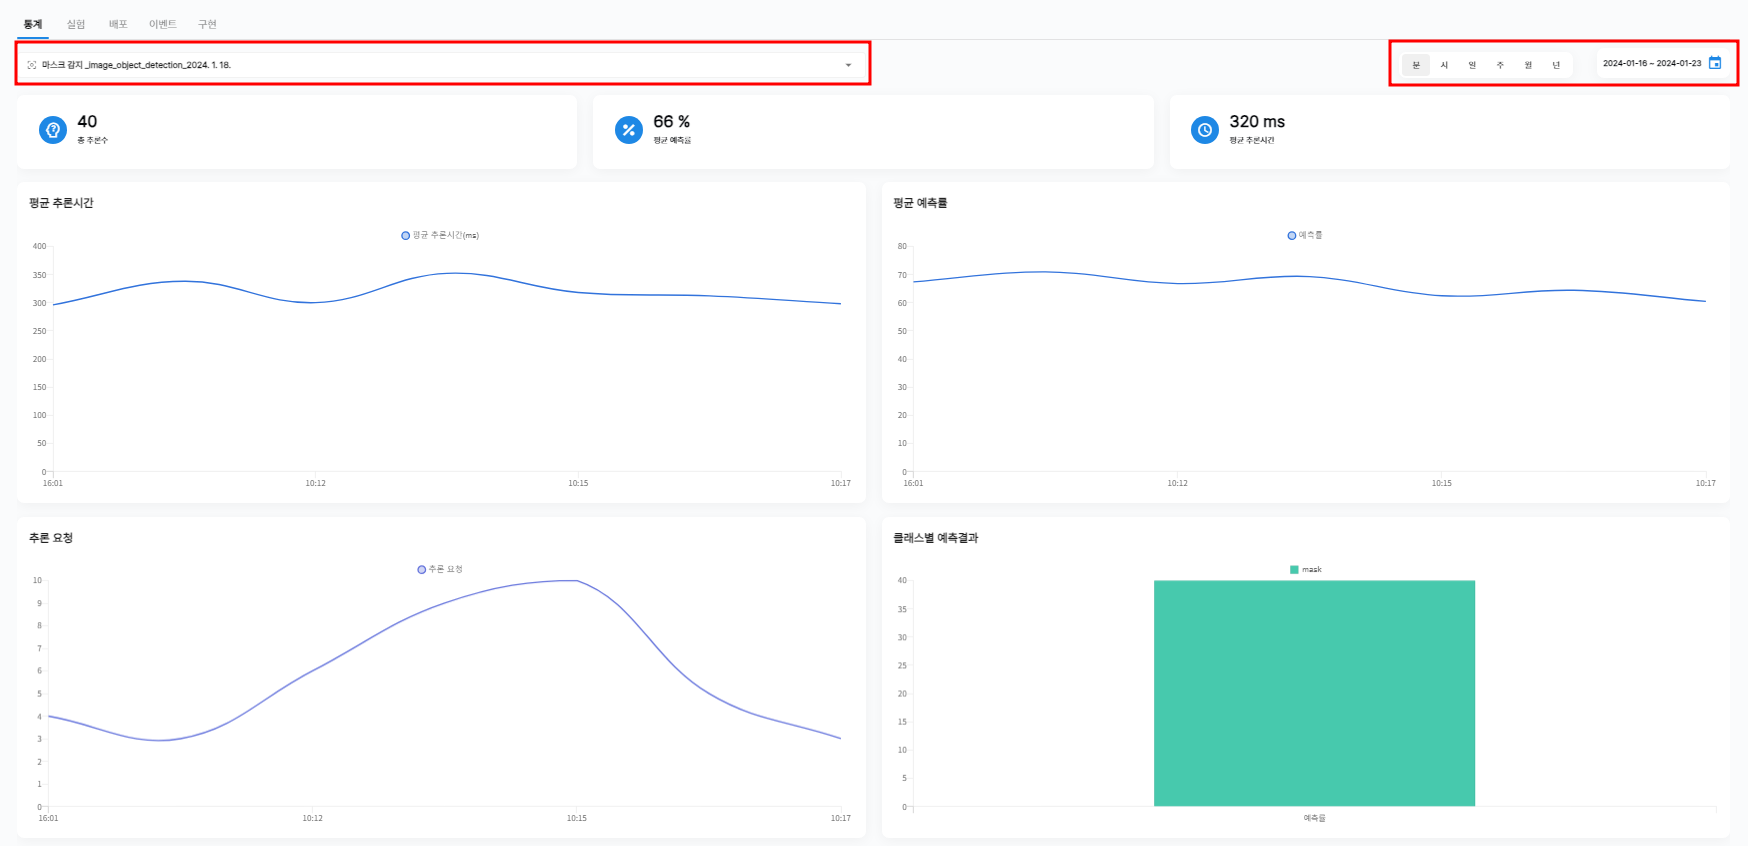 통계 실험 배포 이벤트 구현
마스크 감지 _image_object_detection_2024. 1. 18.
분 시 일 주 월 년 2024-01-16 ~ 2024-01-23
40
총 추론수
66 %
평균 예측률
320 ms
평균 추론시간
평균 추론시간
평균 추론시간(ms)
400
350
300
250
200
150
100
50
0
16:01 10:12 10:15 10:17
평균 예측률
예측률
80
70
60
50
40
30
20
10
0
16:01 10:12 10:15 10:17
추론 요청
추론 요청
10
9
8
7
6
5
4
3
2
1
0
16:01 10:12 10:15 10:17
클래스별 예측결과
mask
40
35
30
25
20
15
10
5
0
예측률